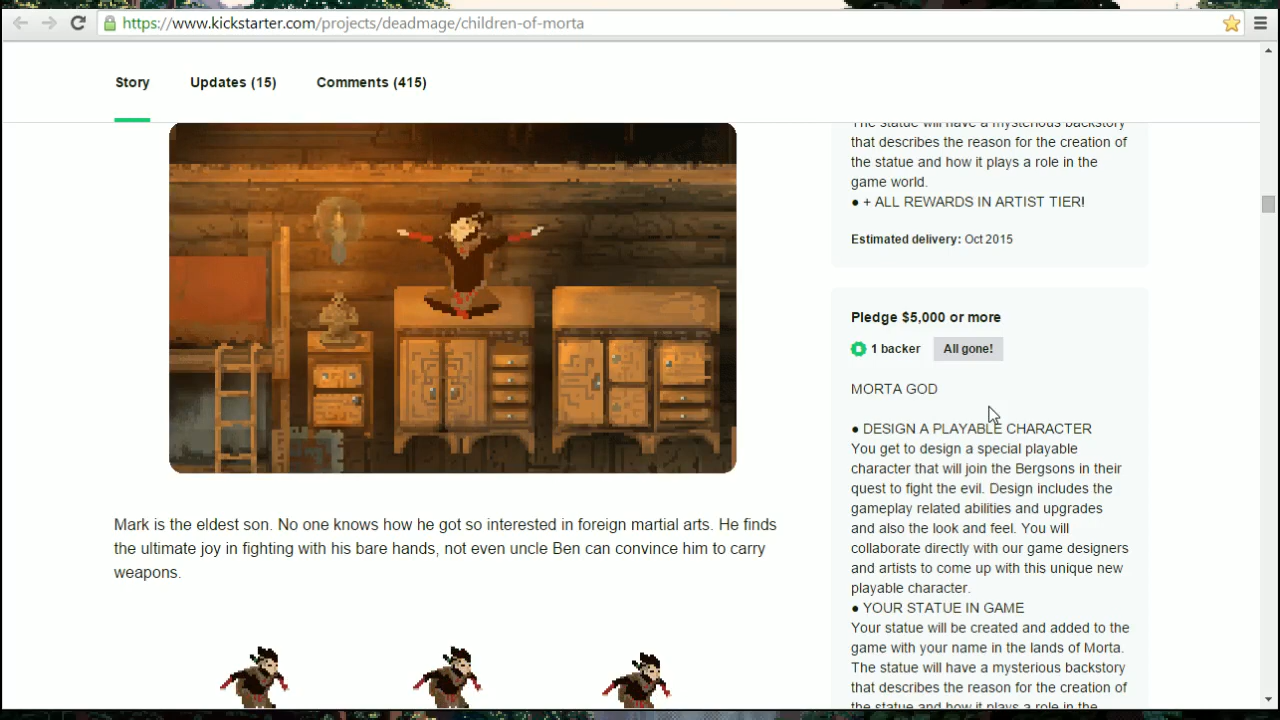 https://www.kickstarter.com/projects/deadmage/children-of-morta
Story
Updates (15)
Comments (415)
Mark is the eldest son. No one knows how he got so interested in foreign martial arts. He finds
the ultimate joy in fighting with his bare hands, not even uncle Ben can convince him to carry
weapons.
The statue will have a mysterious backstory
that describes the reason for the creation of
the statue and how it plays a role in the
game world.
● + ALL REWARDS IN ARTIST TIER!
Estimated delivery: Oct 2015
Pledge $5,000 or more
1 backer
All gone!
MORTA GOD
● DESIGN A PLAYABLE CHARACTER
You get to design a special playable
character that will join the Bergsons in their
quest to fight the evil. Design includes the
gameplay related abilities and upgrades
and also the look and feel. You will
collaborate directly with our game designers
and artists to come up with this unique new
playable character.
● YOUR STATUE IN GAME
Your statue will be created and added to the
game with your name in the lands of Morta.
The statue will have a mysterious backstory
that describes the reason for the creation of
the statue and how it plays a role in the